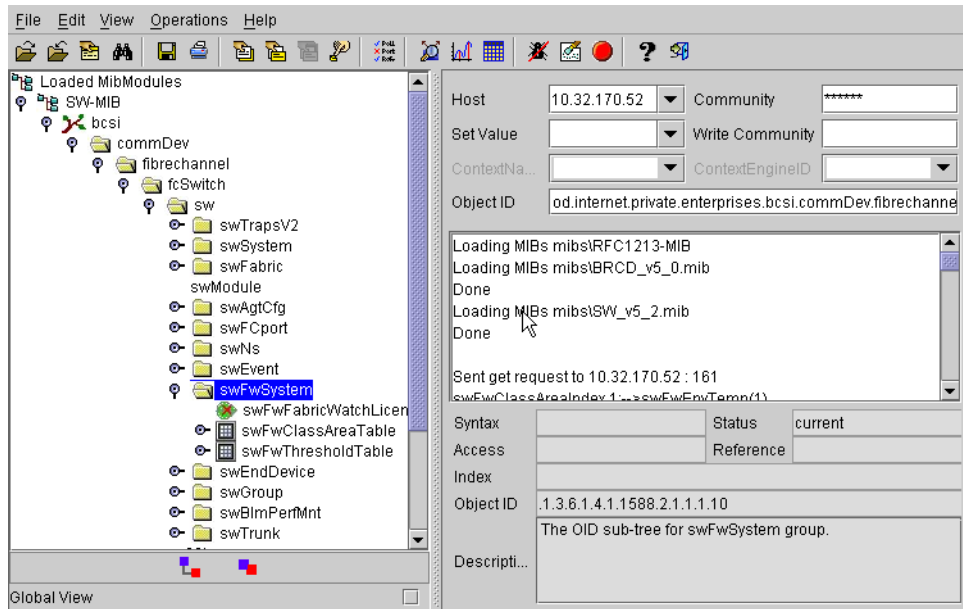 File Edit View Operations Help
Loaded MibModules
SW-MIB
bcsi
commDev
fibrechannel
fcSwitch
sw
swTrapsV2
swSystem
swFabric
swModule
swAgtCfg
swFCport
swNs
swEvent
swFwSystem
swFwFabricWatchLicen
swFwClassAreaTable
swFwThresholdTable
swEndDevice
swGroup
swBlmPerfMnt
swTrunk
Global View
Host 10.32.170.52 Community ******
Set Value Write Community
ContextNa... ContextEngineID
Object ID od.internet.private.enterprises.bcsi.commDev.fibrechanne
Loading MIBs mibs\RFC1213-MIB
Loading MIBs mibs\BRCD_v5_0.mib
Done
Loading MIBs mibs\SW_v5_2.mib
Done
Sent get request to 10.32.170.52 : 161
swFwClassAreaIndex.1:-->swFwEnvTemp(1)
Syntax Status current
Access Reference
Index
Object ID .1.3.6.1.4.1.1588.2.1.1.1.10
Descripti... The OID sub-tree for swFwSystem group.